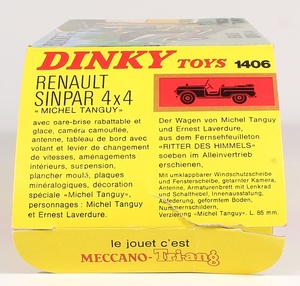 DINKY TOYS 1406
RENAULT
SINPAR 4x4
"MICHEL TANGUY"
avec pare-brise rabattable et
glace, caméra camouflée,
antenne, tableau de bord avec
volant et levier de changement
de vitesses, aménagements
intérieurs, suspension,
plancher moulé, plaques
minéralogiques, décoration
spéciale «Michel Tanguy»,
personnages : Michel Tanguy
et Ernest Laverdure.
Der Wagen von Michel Tanguy
und Ernest Laverdure,
aus dem Fernsehfeuilleton
«RITTER DES HIMMELS»
soeben im Alleinvertrieb
erschienen.
Mit umklappbarer Windschutzscheibe
und Fensterscheibe, getarnter Kamera,
Antenne, Armaturenbrett mit Lenkrad
und Schalthebel, Innenausstattung,
Federung, geformtem Boden,
Nummernschildern,
Verzierung «Michel Tanguy». L. 85 mm.
le jouet c'est
MECCANO-Triang